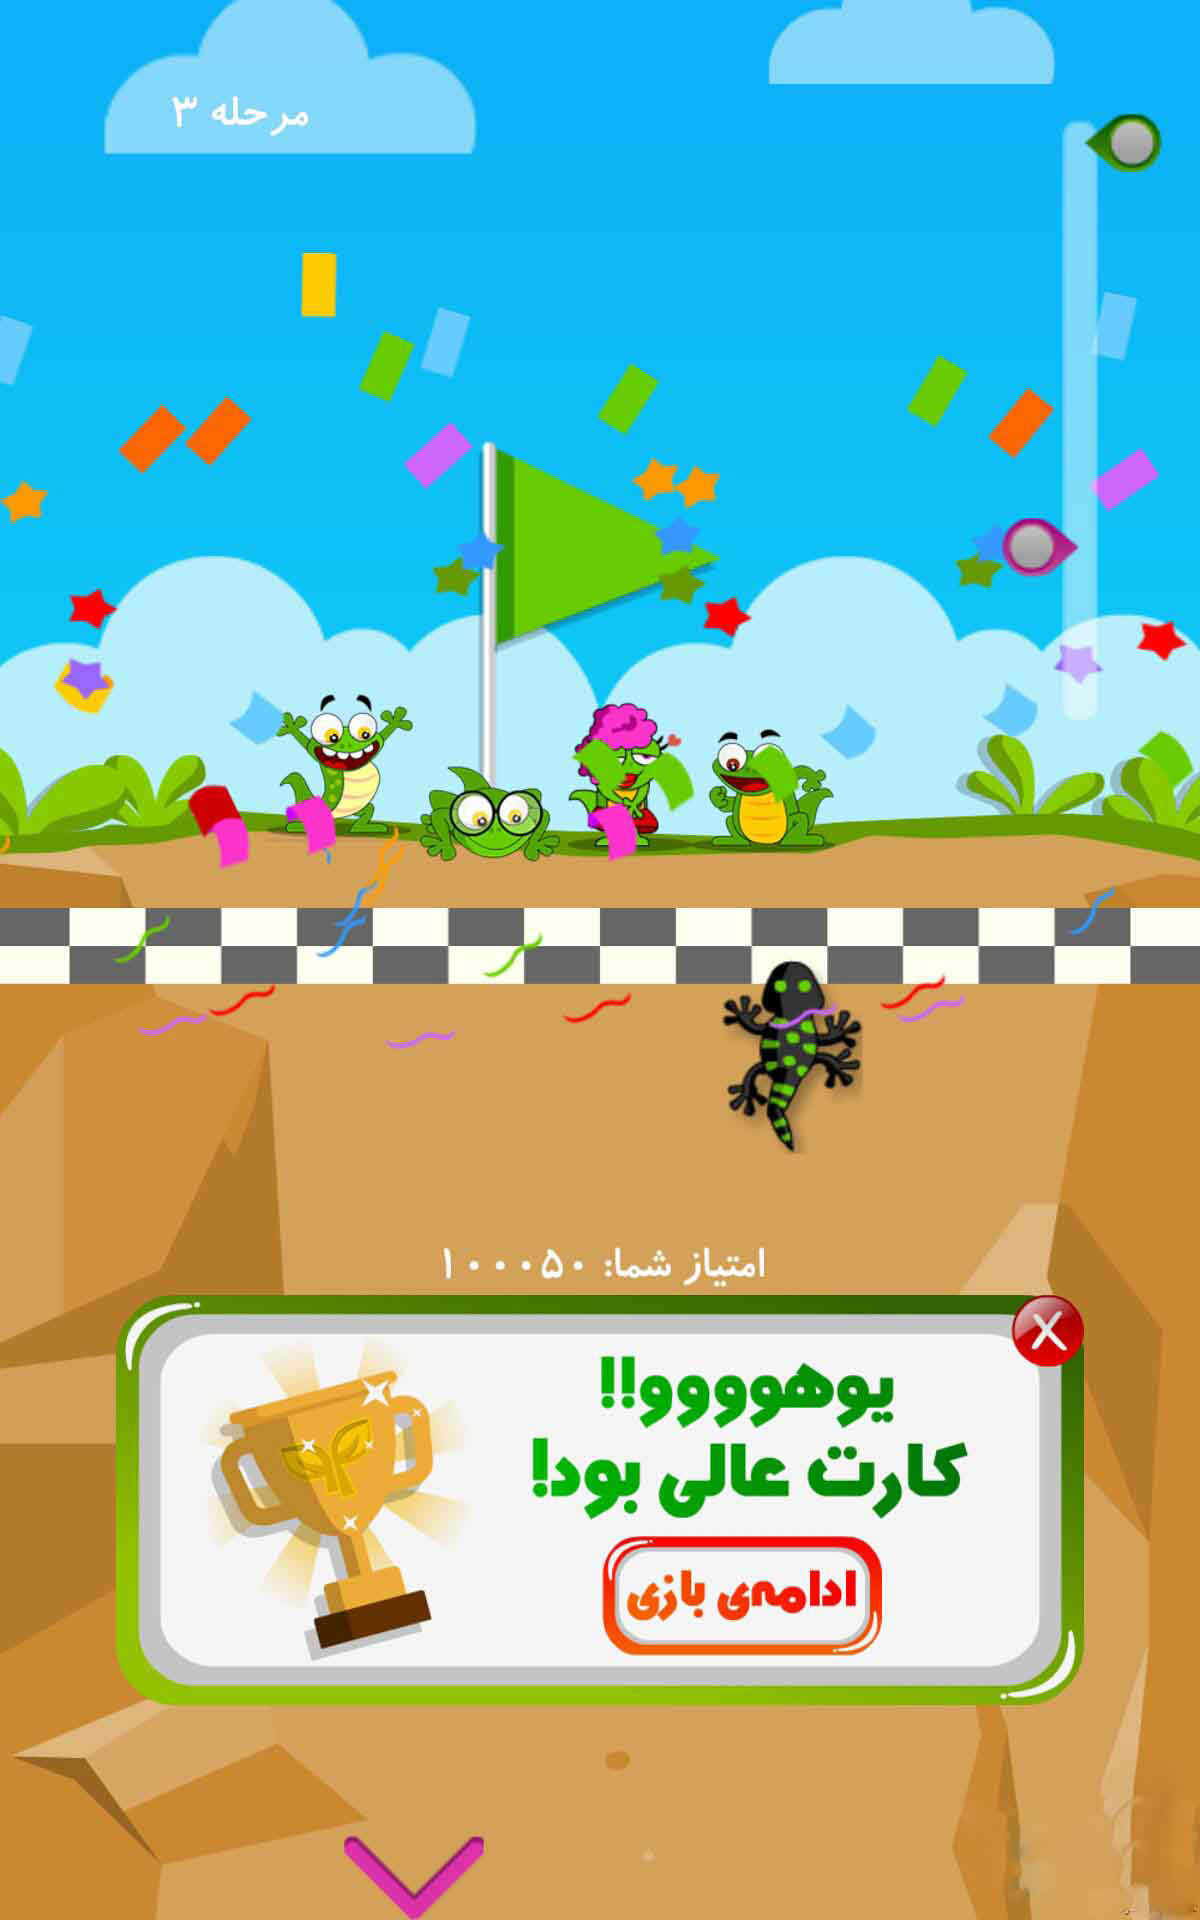 مرحله ۳
امتیاز شما: ۱۰۰۰۵۰
یوهوووو!!
کارت عالی بود!
ادامه‌ی بازی